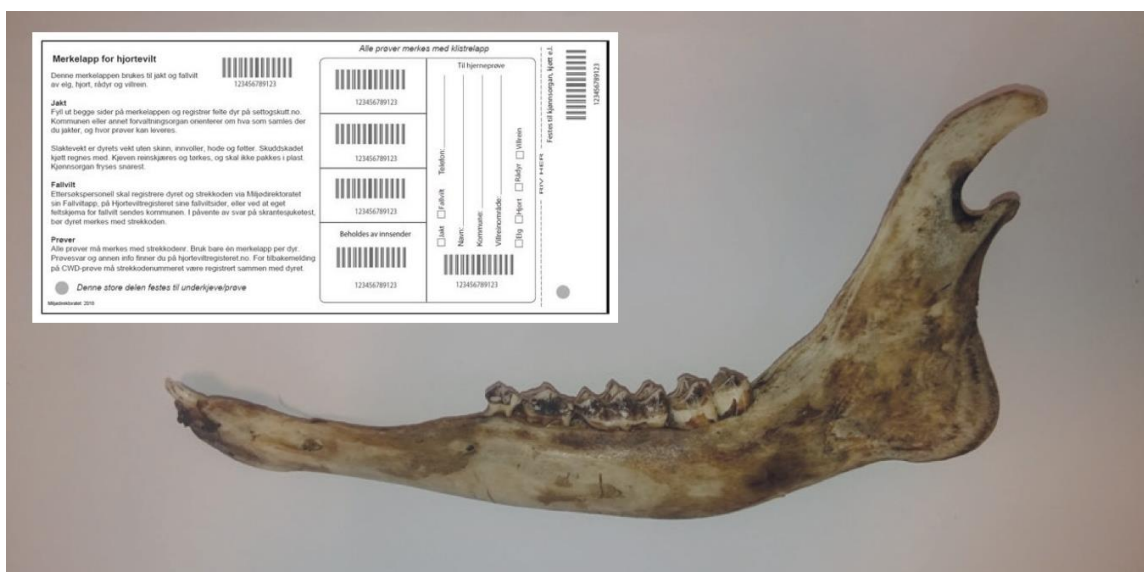 Merkelapp for hjortevilt
123456789123
Denne merkelappen brukes til jakt og fallvilt
av elg, hjort, rådyr og villrein.
Jakt
Fyll ut begge sider på merkelappen og registrer felte dyr på settogskutt.no.
Kommunen eller annet forvaltningsorgan orienterer om hva som samles der
du jakter, og hvor prøver kan leveres.
Slaktevekt er dyrets vekt uten skinn, innvoller, hode og føtter. Skuddskadet
kjøtt regnes med. Kjeven reinskjæres og tørkes, og skal ikke pakkes i plast.
Kjønnsorgan fryses snarest.
Fallvilt
Ettersøkspersonell skal registrere dyret og strekkoden via Miljødirektoratet
sin Fallviltapp, på Hjorteviltregisteret sine fallviltsider, eller ved at eget
feltskjema for fallvilt sendes kommunen. I påvente av svar på skrantesjuketest,
bør dyret merkes med strekkoden.
Prøver
Alle prøver må merkes med strekkodenr. Bruk bare én merkelapp per dyr.
Prøvesvar og annen info finner du på hjorteviltregisteret.no. For tilbakemelding
på CWD-prøve må strekkodenummeret være registrert sammen med dyret.
Denne store delen festes til underkjeve/prøve
Miljødirektoratet 2019
Alle prøver merkes med klistrelapp
123456789123
123456789123
123456789123
Beholdes av innsender
123456789123
Til hjerneprøve
Jakt Fallvilt Telefon:
Navn:
Kommune:
Villreinområde:
Elg Hjort Rådyr Villrein
123456789123
RIV HER
Festes til kjønnsorgan, kjøtt e.l.
123456789123